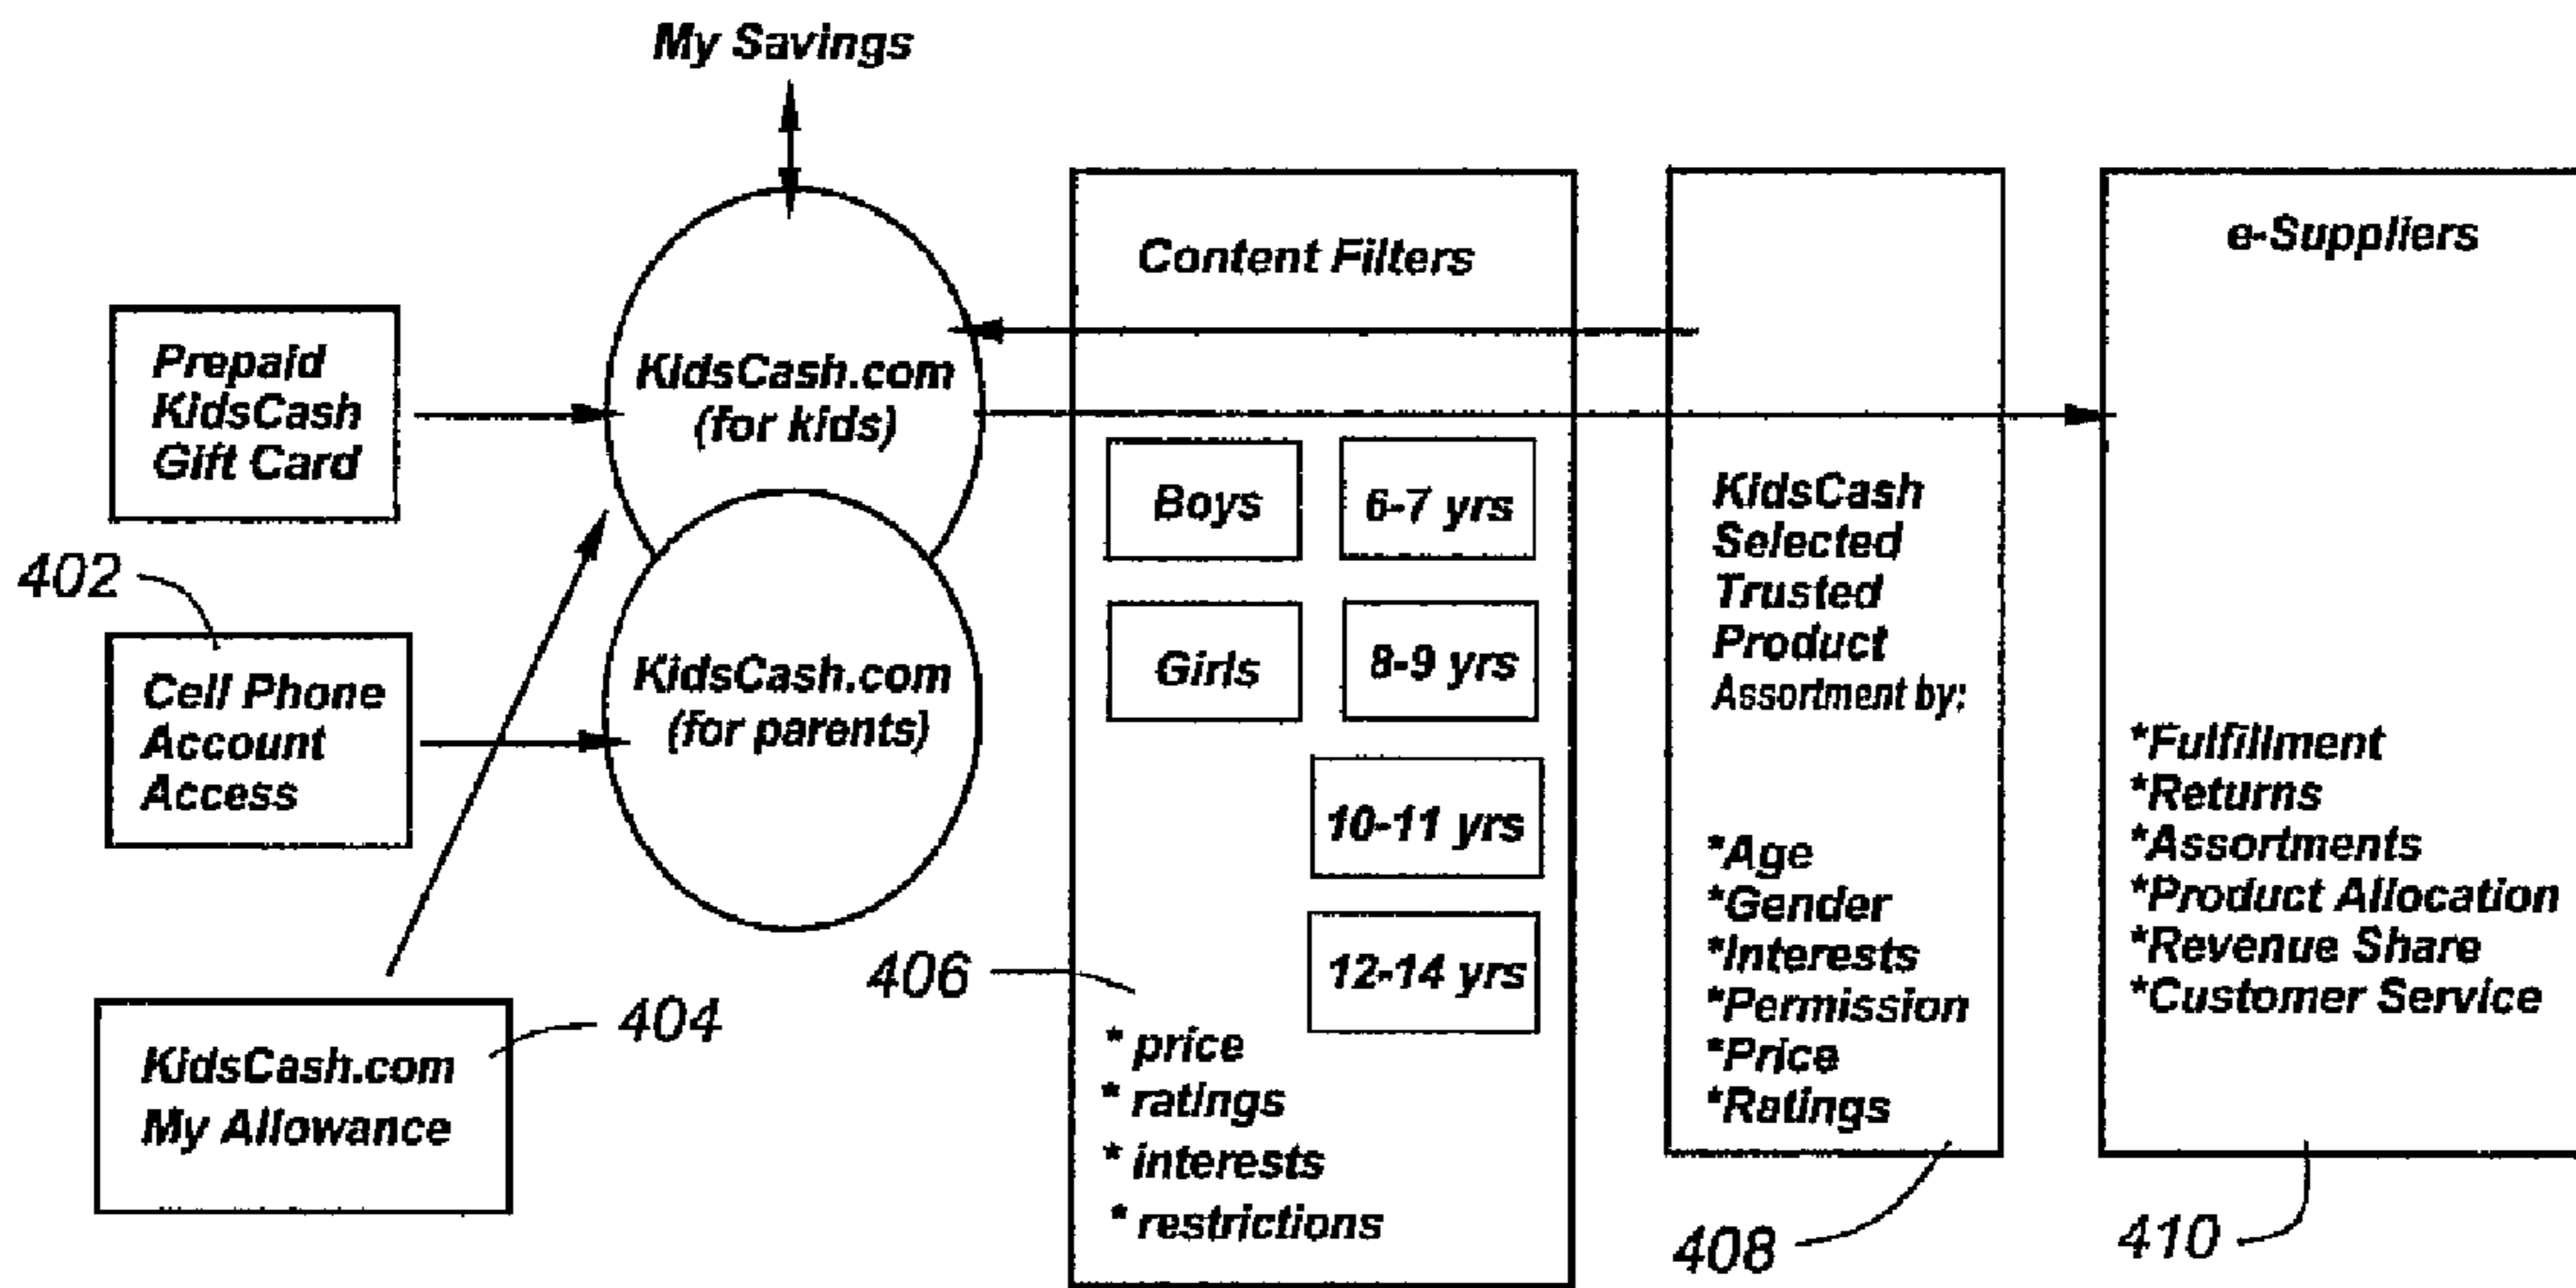 My Savings
Prepaid
KidsCash
Gift Card
402
Cell Phone
Account
Access
KidsCash.com
My Allowance
404
KidsCash.com
(for kids)
KidsCash.com
(for parents)
Content Filters
Boys
6-7 yrs
Girls
8-9 yrs
10-11 yrs
12-14 yrs
406
* price
* ratings
* interests
* restrictions
KidsCash
Selected
Trusted
Product
Assortment by:
*Age
*Gender
*Interests
*Permission
*Price
*Ratings
408
e-Suppliers
*Fulfillment
*Returns
*Assortments
*Product Allocation
*Revenue Share
*Customer Service
410